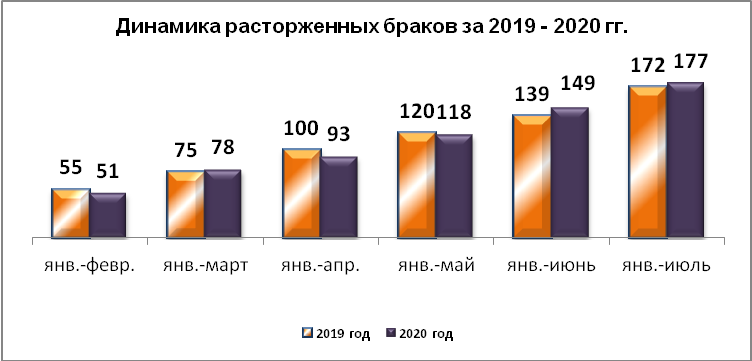 Динамика расторженных браков за 2019 - 2020 гг.
55 51 75 78 100 93 120 118 139 149 172 177
янв.-февр. янв.-март янв.-апр. янв.-май янв.-июнь янв.-июль
2019 год 2020 год